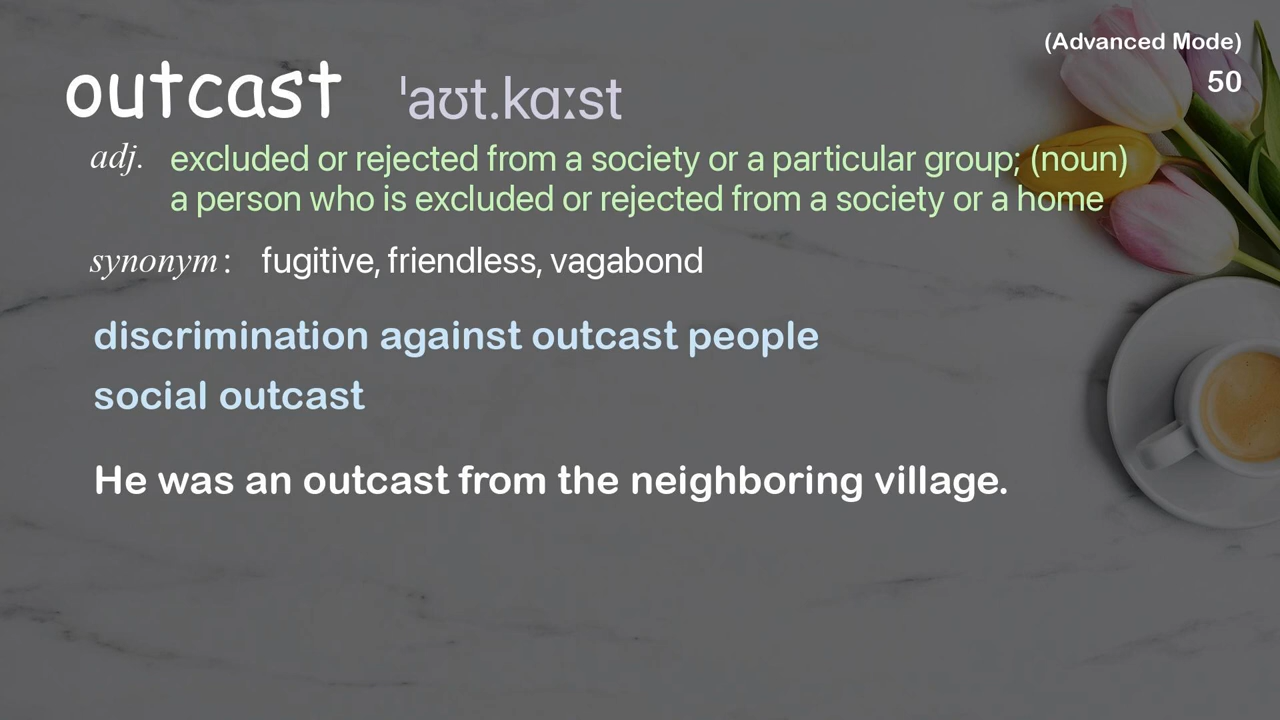 (Advanced Mode)
50
outcast ˈaʊt.kɑːst
adj. excluded or rejected from a society or a particular group; (noun)
a person who is excluded or rejected from a society or a home
synonym : fugitive, friendless, vagabond
discrimination against outcast people
social outcast
He was an outcast from the neighboring village.